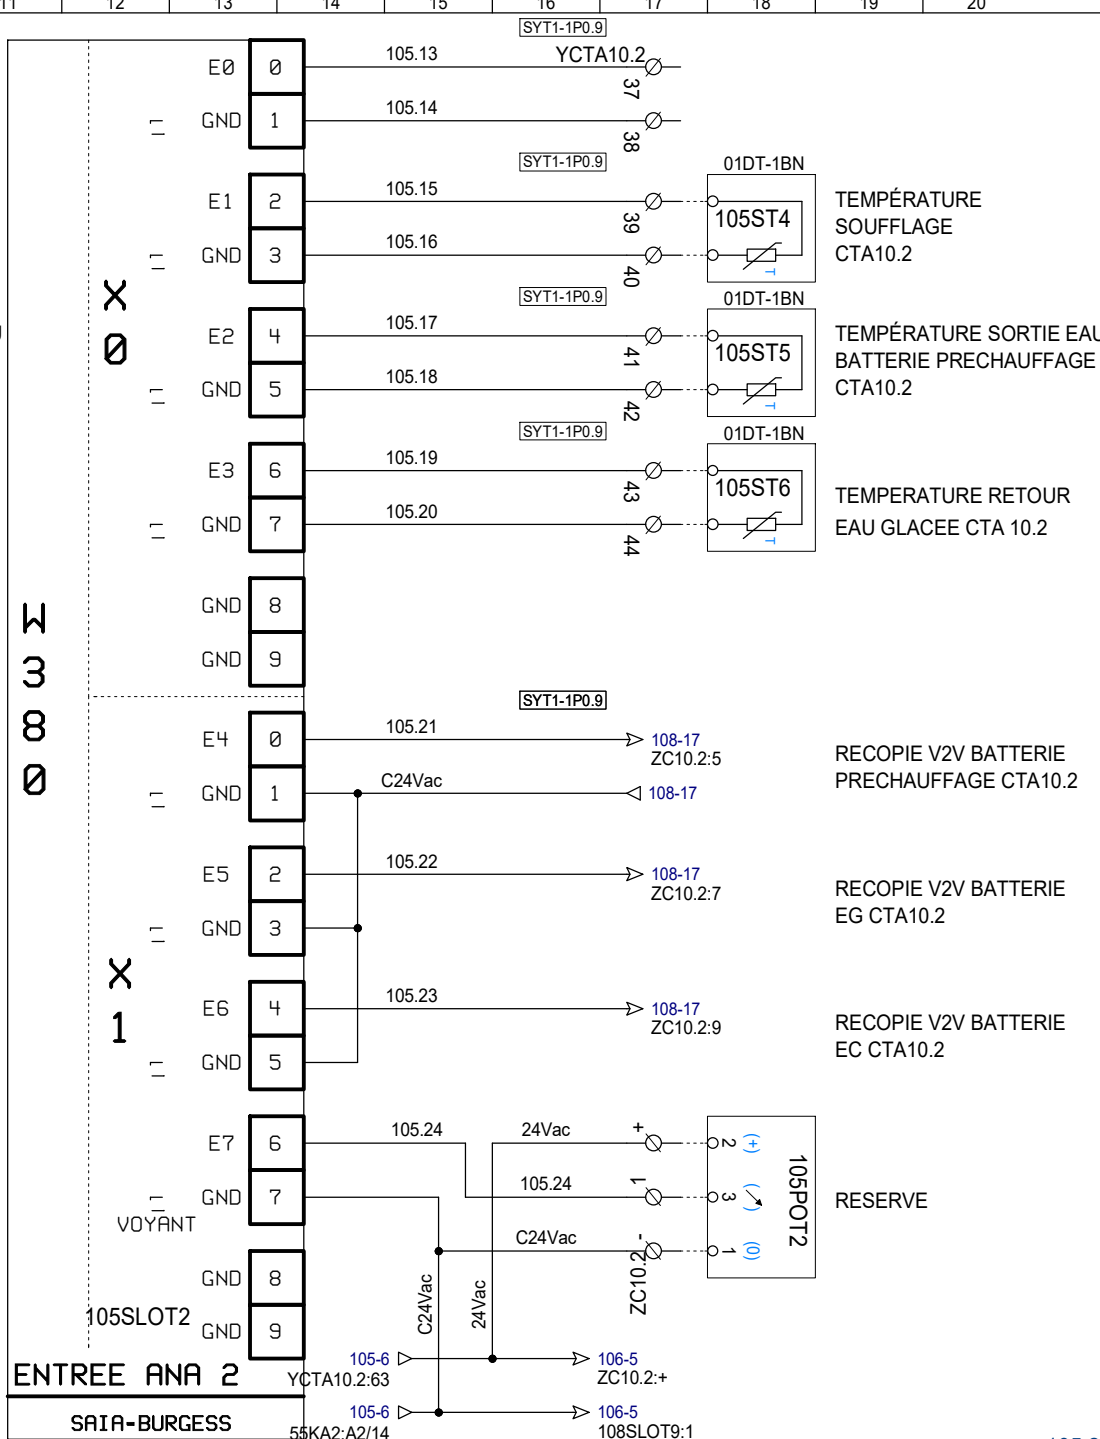 11 12 13 14 15 16 17 18 19 20
SYT1-1P0.9
E0 0 105.13 YCTA10.2 37
GND 1 105.14 38
SYT1-1P0.9 01DT-1BN
E1 2 105.15 39 105ST4
GND 3 105.16 40 T
TEMPÉRATURE
SOUFFLAGE
CTA10.2
X0
SYT1-1P0.9 01DT-1BN
E2 4 105.17 41 105ST5
GND 5 105.18 42 T
TEMPÉRATURE SORTIE EAU
BATTERIE PRECHAUFFAGE
CTA10.2
SYT1-1P0.9 01DT-1BN
E3 6 105.19 43 105ST6
GND 7 105.20 44 T
TEMPERATURE RETOUR
EAU GLACEE CTA 10.2
GND 8
GND 9
W380
SYT1-1P0.9
E4 0 105.21 108-17
ZC10.2:5
GND 1 C24Vac 108-17
RECOPIE V2V BATTERIE
PRECHAUFFAGE CTA10.2
E5 2 105.22 108-17
ZC10.2:7
GND 3
RECOPIE V2V BATTERIE
EG CTA10.2
X1
E6 4 105.23 108-17
ZC10.2:9
GND 5
RECOPIE V2V BATTERIE
EC CTA10.2
E7 6 105.24 24Vac + 2 (+)
GND 7 105.24 1 3
VOYANT
C24Vac - 1 (0)
ZC10.2
105POT2
RESERVE
GND 8
105SLOT2
GND 9
C24Vac
24Vac
105-6 106-5
YCTA10.2:63 ZC10.2:+
105-6 106-5
55KA2:A2/14 108SLOT9:1
ENTREE ANA 2
SAIA-BURGESS